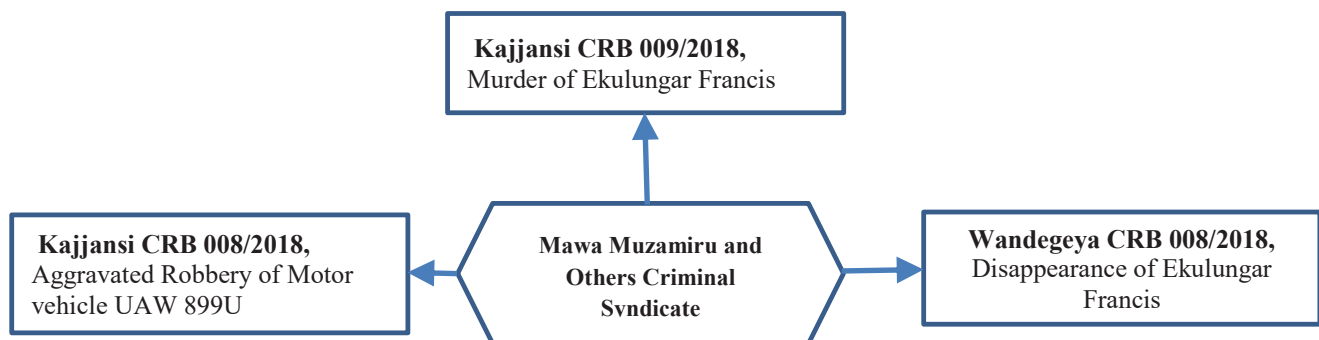 Kajjansi CRB 009/2018,
Murder of Ekulungar Francis
Kajjansi CRB 008/2018,
Aggravated Robbery of Motor
vehicle UAW 899U
Mawa Muzamiru and
Others Criminal
Syndicate
Wandegeya CRB 008/2018,
Disappearance of Ekulungar
Francis